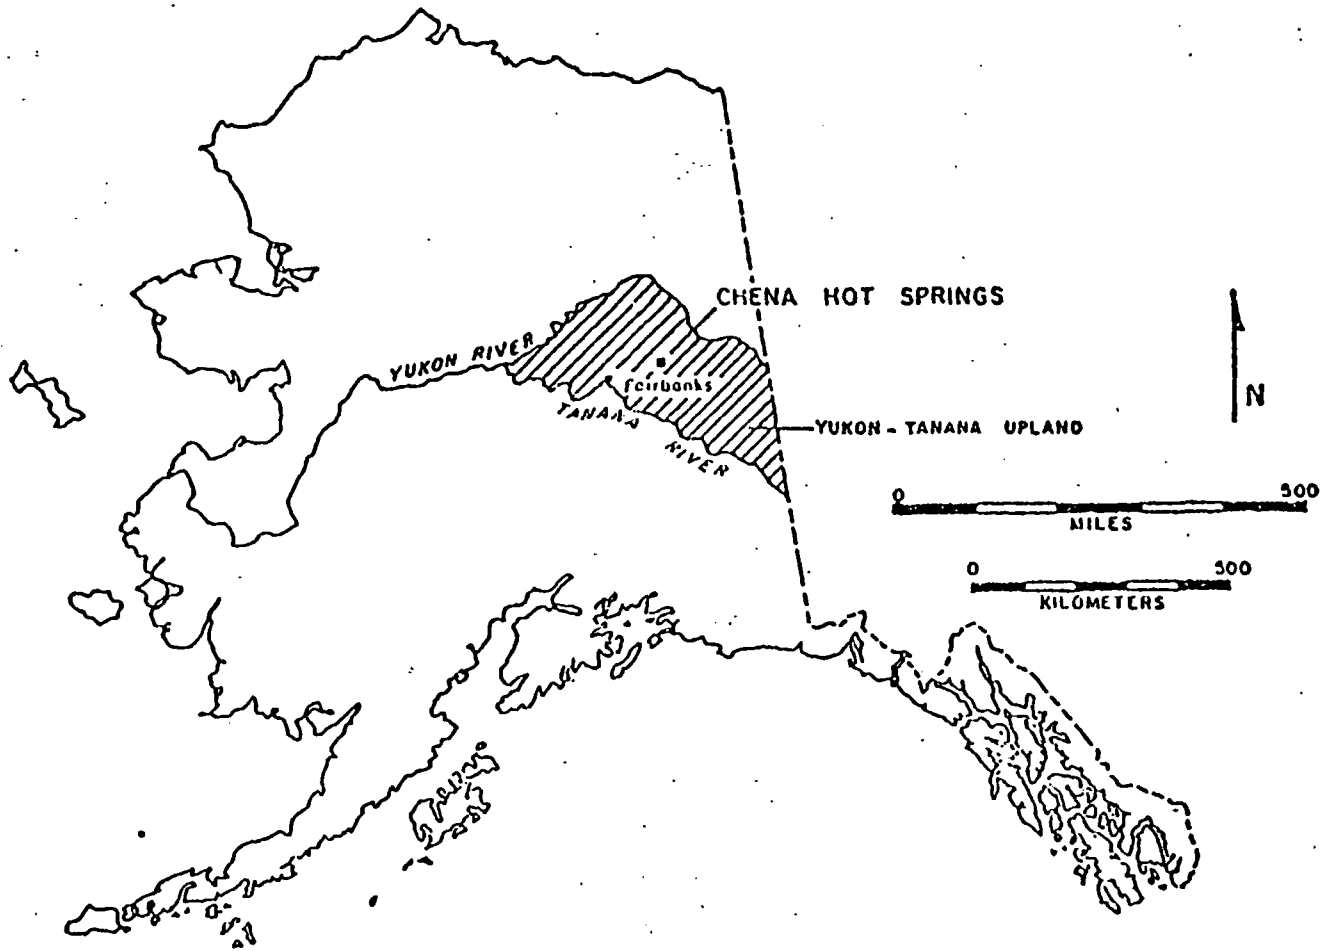 CHENA HOT SPRINGS
YUKON RIVER
Fairbanks
TANANA RIVER
YUKON - TANANA UPLAND
N
0 500
MILES
0 500
KILOMETERS